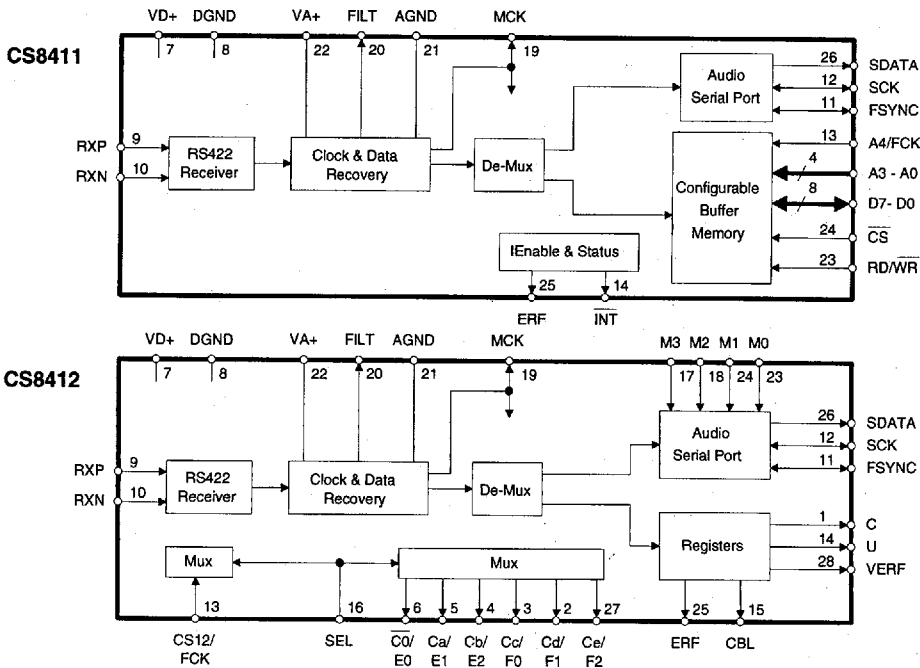 VD+ DGND VA+ FILT AGND MCK
7 8 22 20 21 19
CS8411
Audio
Serial Port
26 SDATA
12 SCK
11 FSYNC
RXP 9
RXN 10
RS422
Receiver
Clock & Data
Recovery
De-Mux
Configurable
Buffer
Memory
13 A4/FCK
4 A3 - A0
8 D7- D0
24 C̅S̅
23 RD/W̅R̅
IEnable & Status
25 14
ERF I̅N̅T̅
VD+ DGND VA+ FILT AGND MCK M3 M2 M1 M0
7 8 22 20 21 19 17 18 24 23
CS8412
Audio
Serial Port
26 SDATA
12 SCK
11 FSYNC
RXP 9
RXN 10
RS422
Receiver
Clock & Data
Recovery
De-Mux
Registers
1 C
14 U
28 VERF
Mux
Mux
13 16 6 5 4 3 2 27 25 15
CS12/ SEL C̅0̅/ Ca/ Cb/ Cc/ Cd/ Ce/ ERF CBL
FCK E0 E1 E2 F0 F1 F2